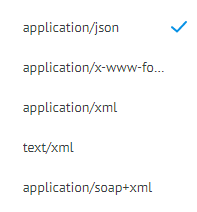 application/json
application/x-www-fo...
application/xml
text/xml
application/soap+xml